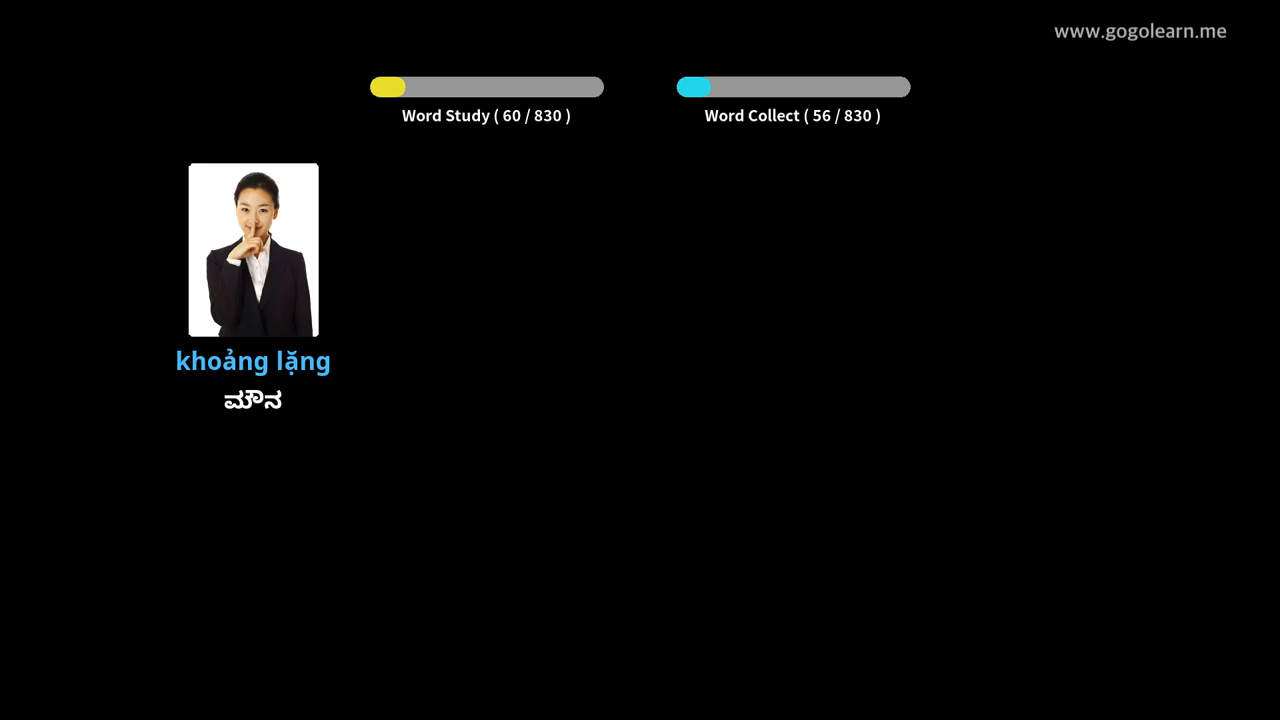 www.gogolearn.me
Word Study ( 60 / 830 )
Word Collect ( 56 / 830 )
khoảng lặng
ಮೌನ